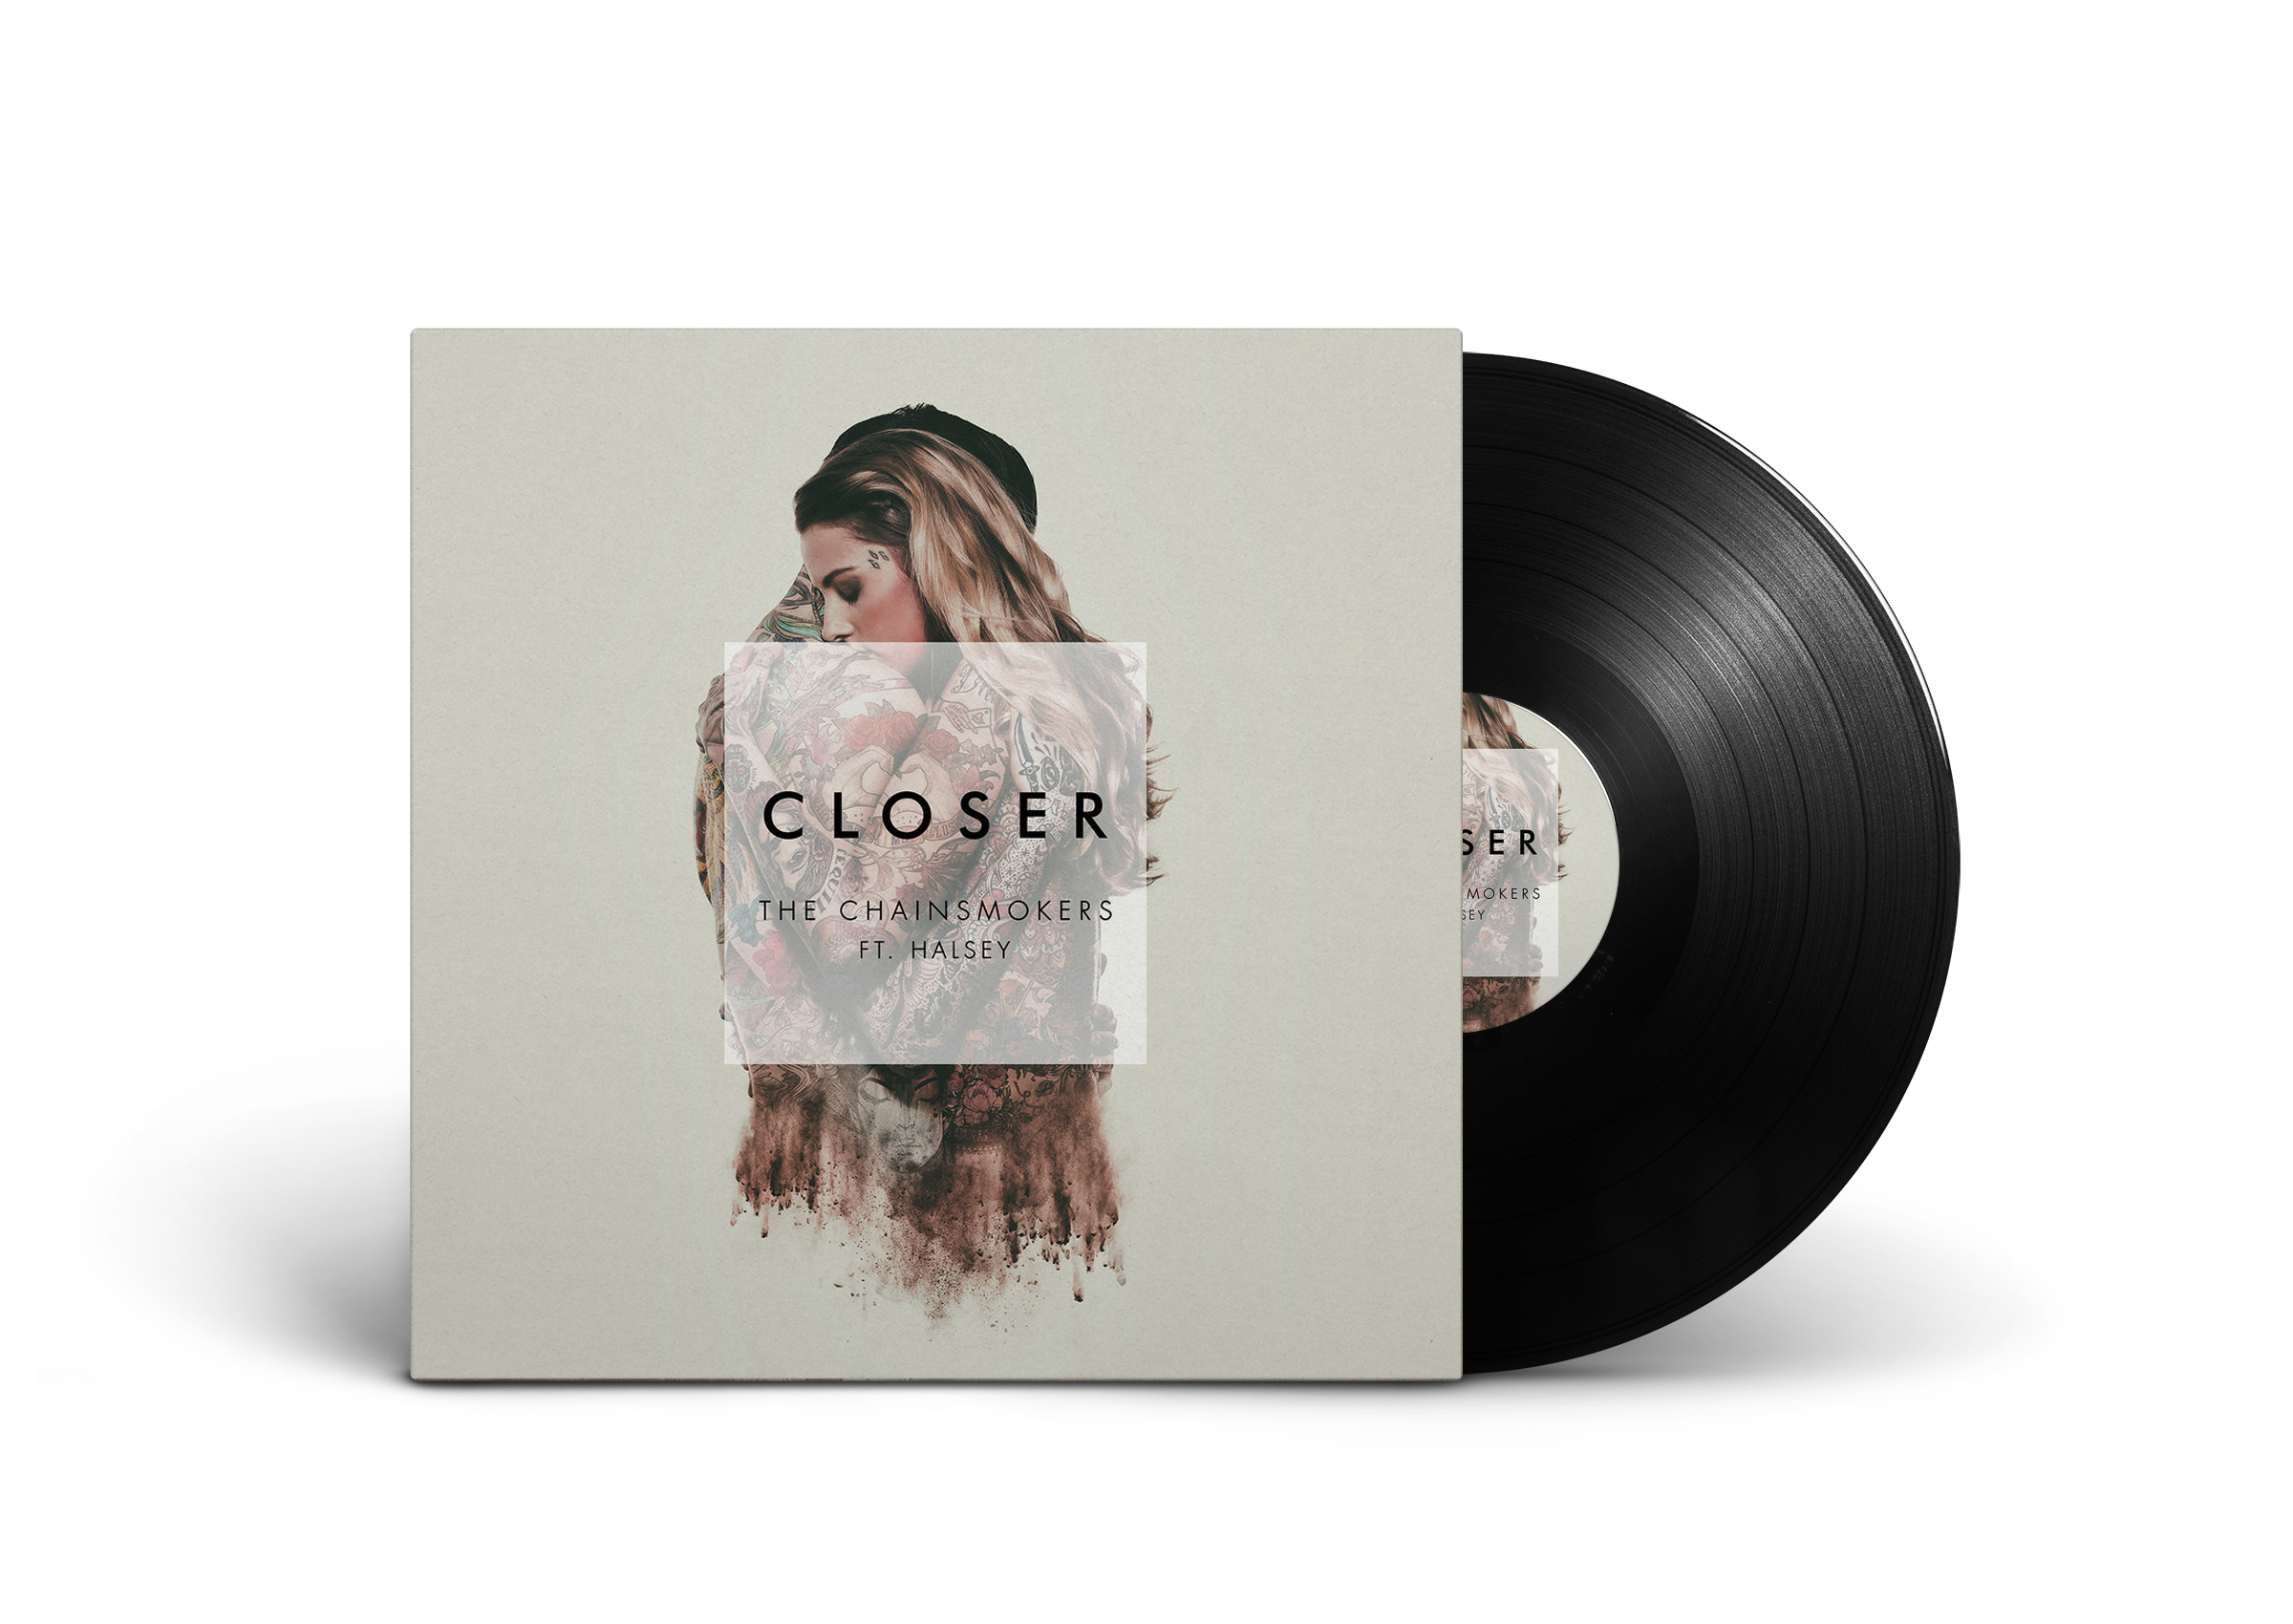 CLOSER
THE CHAINSMOKERS
FT. HALSEY
SER
MOKERS
SEY